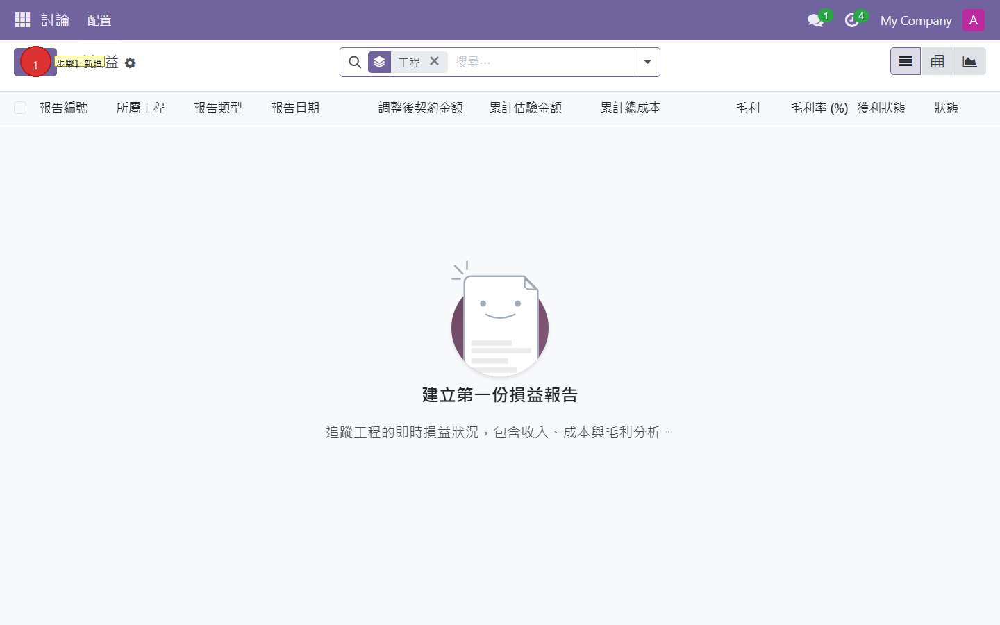 討論 配置 1 4 My Company A
1 步驟1: 新增 益 工程 搜尋...
報告編號 所屬工程 報告類型 報告日期 調整後契約金額 累計估驗金額 累計總成本 毛利 毛利率 (%) 獲利狀態 狀態
建立第一份損益報告
追蹤工程的即時損益狀況，包含收入、成本與毛利分析。